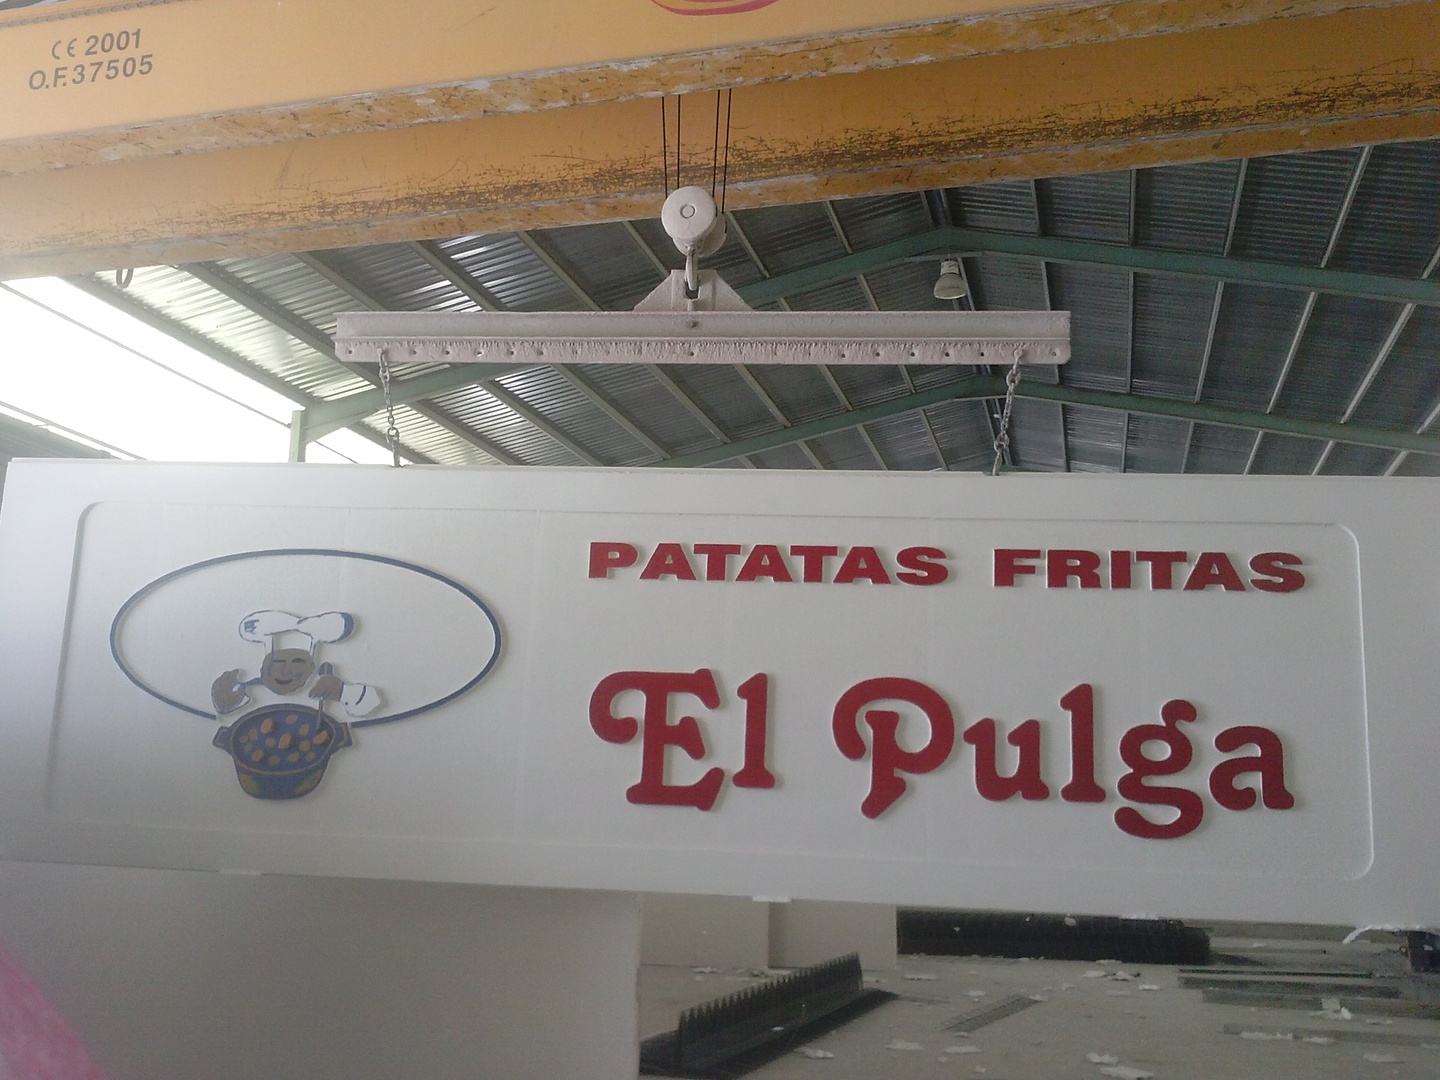 CE 2001
O.F.37505
PATATAS FRITAS
El Pulga